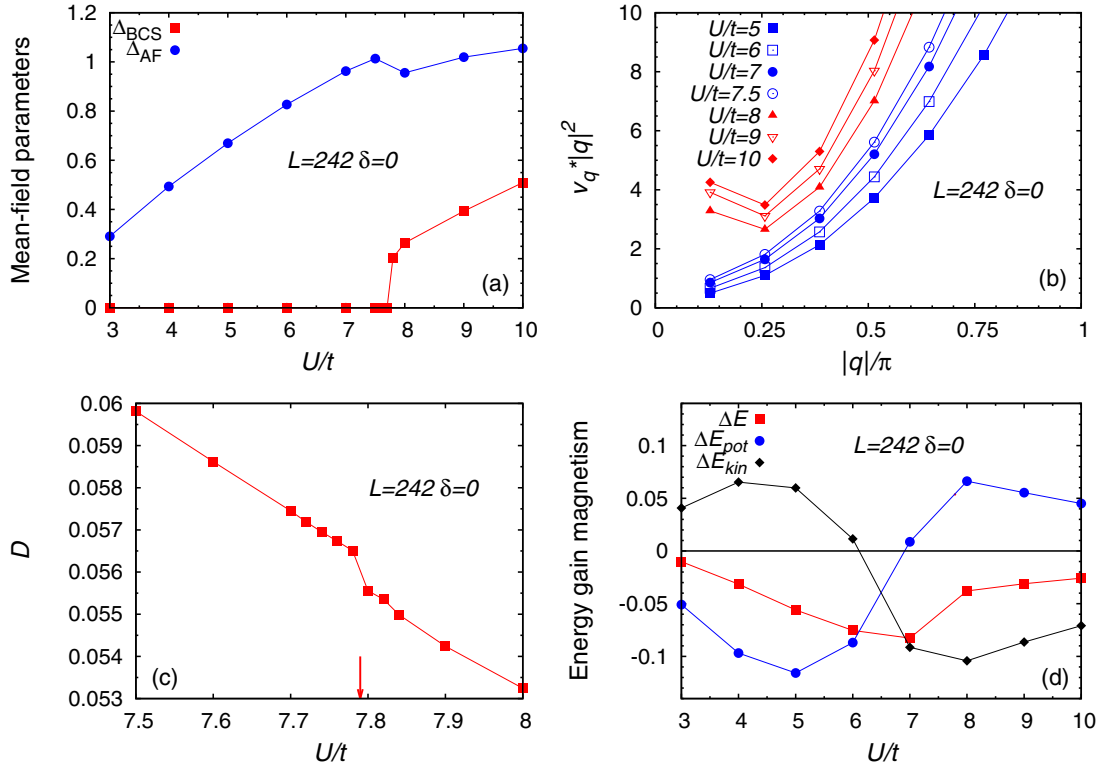 Δ_BCS
Δ_AF
Mean-field parameters
1.6
1.2
0.8
0.4
0
L=242 δ=0
(a)
3 4 5 6 7 8 9 10
U/t
v_q*|q|^2
10
8
6
4
2
0
U/t=5
U/t=6
U/t=7
U/t=7.5
U/t=8
U/t=9
U/t=10
L=242 δ=0
(b)
0 0.25 0.5 0.75 1
|q|/π
D
0.06
0.059
0.058
0.057
0.056
0.055
0.054
0.053
L=242 δ=0
(c)
7.5 7.6 7.7 7.8 7.9 8
U/t
Energy gain magnetism
0.1
0.05
0
-0.05
-0.1
ΔE
ΔE_pot
ΔE_kin
L=242 δ=0
(d)
3 4 5 6 7 8 9 10
U/t